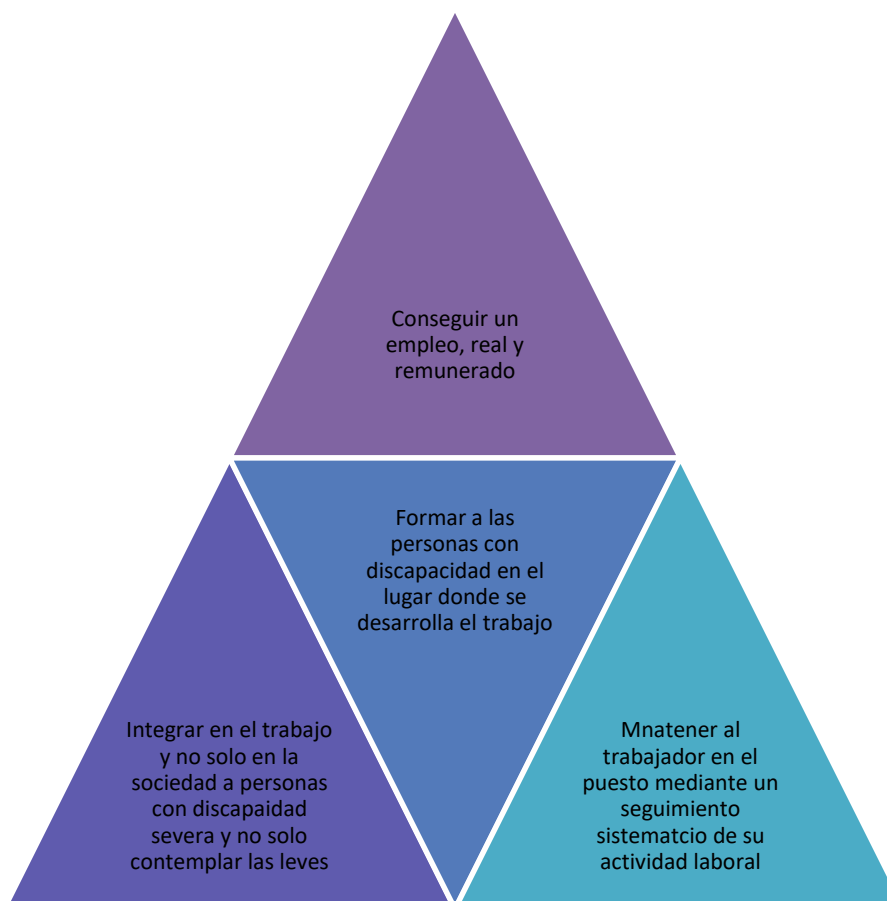 Conseguir un
empleo, real y
remunerado
Formar a las
personas con
discapacidad en el
lugar donde se
desarrolla el trabajo
Integrar en el trabajo
y no solo en la
sociedad a personas
con discapaidad
severa y no solo
contemplar las leves
Mnatener al
trabajador en el
puesto mediante un
seguimiento
sistematcio de su
actividad laboral